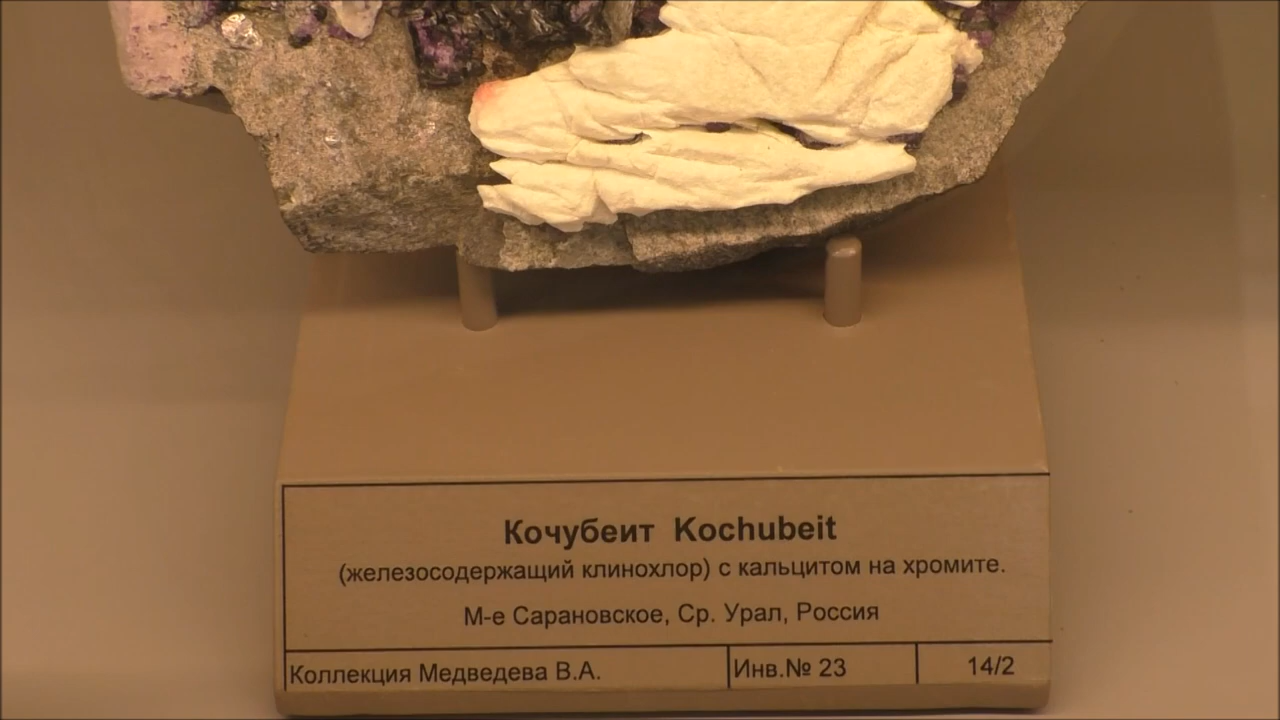 Кочубеит Kochubeit
(железосодержащий клинохлор) с кальцитом на хромите.
М-е Сарановское, Ср. Урал, Россия
Коллекция Медведева В.А. Инв.№ 23 14/2